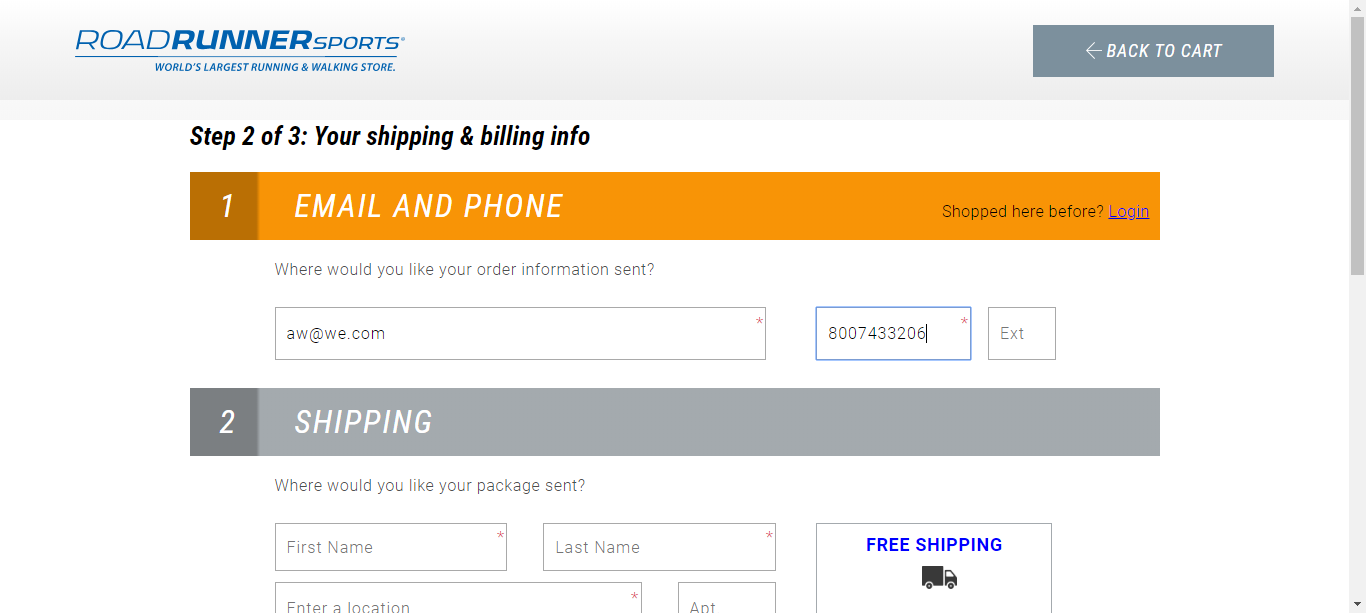 ROADRUNNERSPORTS®
WORLD'S LARGEST RUNNING & WALKING STORE.
BACK TO CART
Step 2 of 3: Your shipping & billing info
1 EMAIL AND PHONE
Shopped here before? Login
Where would you like your order information sent?
aw@we.com * 8007433206 * Ext
2 SHIPPING
Where would you like your package sent?
First Name * Last Name * FREE SHIPPING
Enter a location * Apt